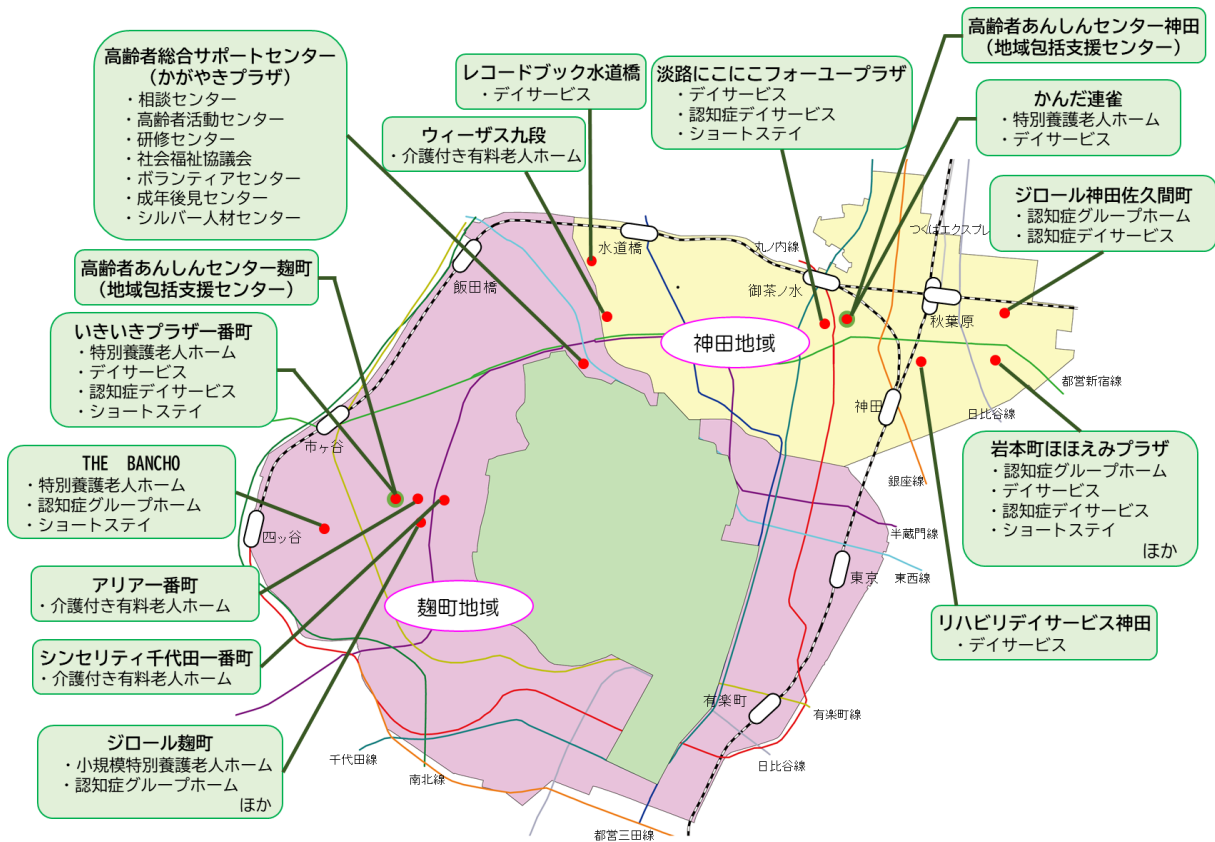 高齢者総合サポートセンター
（かがやきプラザ）
・相談センター
・高齢者活動センター
・研修センター
・社会福祉協議会
・ボランティアセンター
・成年後見センター
・シルバー人材センター
レコードブック水道橋
・デイサービス
ウィーザス九段
・介護付き有料老人ホーム
淡路にこにこフォーユープラザ
・デイサービス
・認知症デイサービス
・ショートステイ
高齢者あんしんセンター神田
（地域包括支援センター）
かんだ連雀
・特別養護老人ホーム
・デイサービス
ジロール神田佐久間町
・認知症グループホーム
・認知症デイサービス
高齢者あんしんセンター麹町
（地域包括支援センター）
いきいきプラザ一番町
・特別養護老人ホーム
・デイサービス
・認知症デイサービス
・ショートステイ
THE BANCHO
・特別養護老人ホーム
・認知症グループホーム
・ショートステイ
アリア一番町
・介護付き有料老人ホーム
シンセリティ千代田一番町
・介護付き有料老人ホーム
ジロール麹町
・小規模特別養護老人ホーム
・認知症グループホーム
ほか
岩本町ほほえみプラザ
・認知症グループホーム
・デイサービス
・認知症デイサービス
・ショートステイ
ほか
リハビリデイサービス神田
・デイサービス
神田地域
麹町地域
水道橋
飯田橋
丸ノ内線
御茶ノ水
つくばエクスプレ
秋葉原
都営新宿線
日比谷線
神田
銀座線
市ヶ谷
四ッ谷
半蔵門線
東西線
東京
有楽町
有楽町線
日比谷線
千代田線
南北線
都営三田線